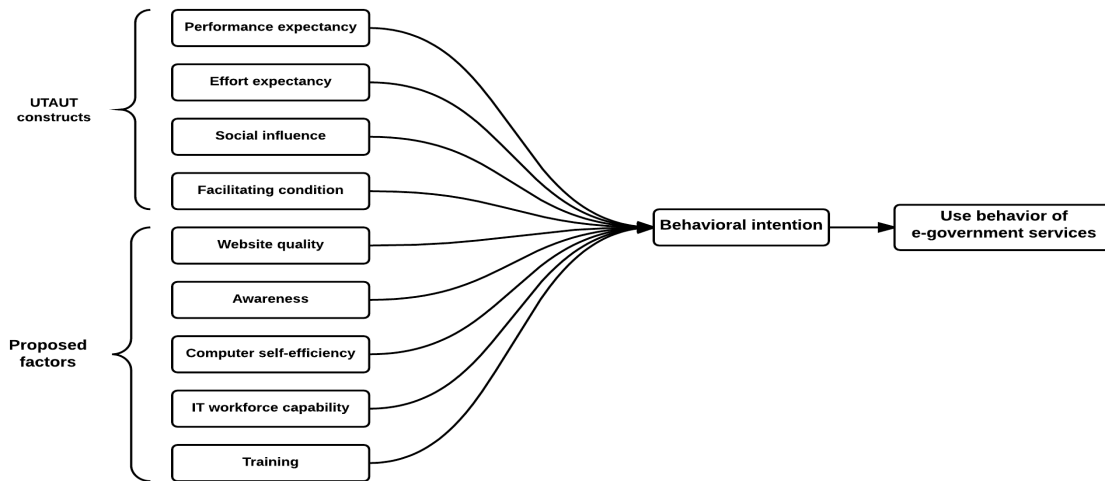 UTAUT
constructs
Performance expectancy
Effort expectancy
Social influence
Facilitating condition
Proposed
factors
Website quality
Awareness
Computer self-efficiency
IT workforce capability
Training
Behavioral intention
Use behavior of
e-government services